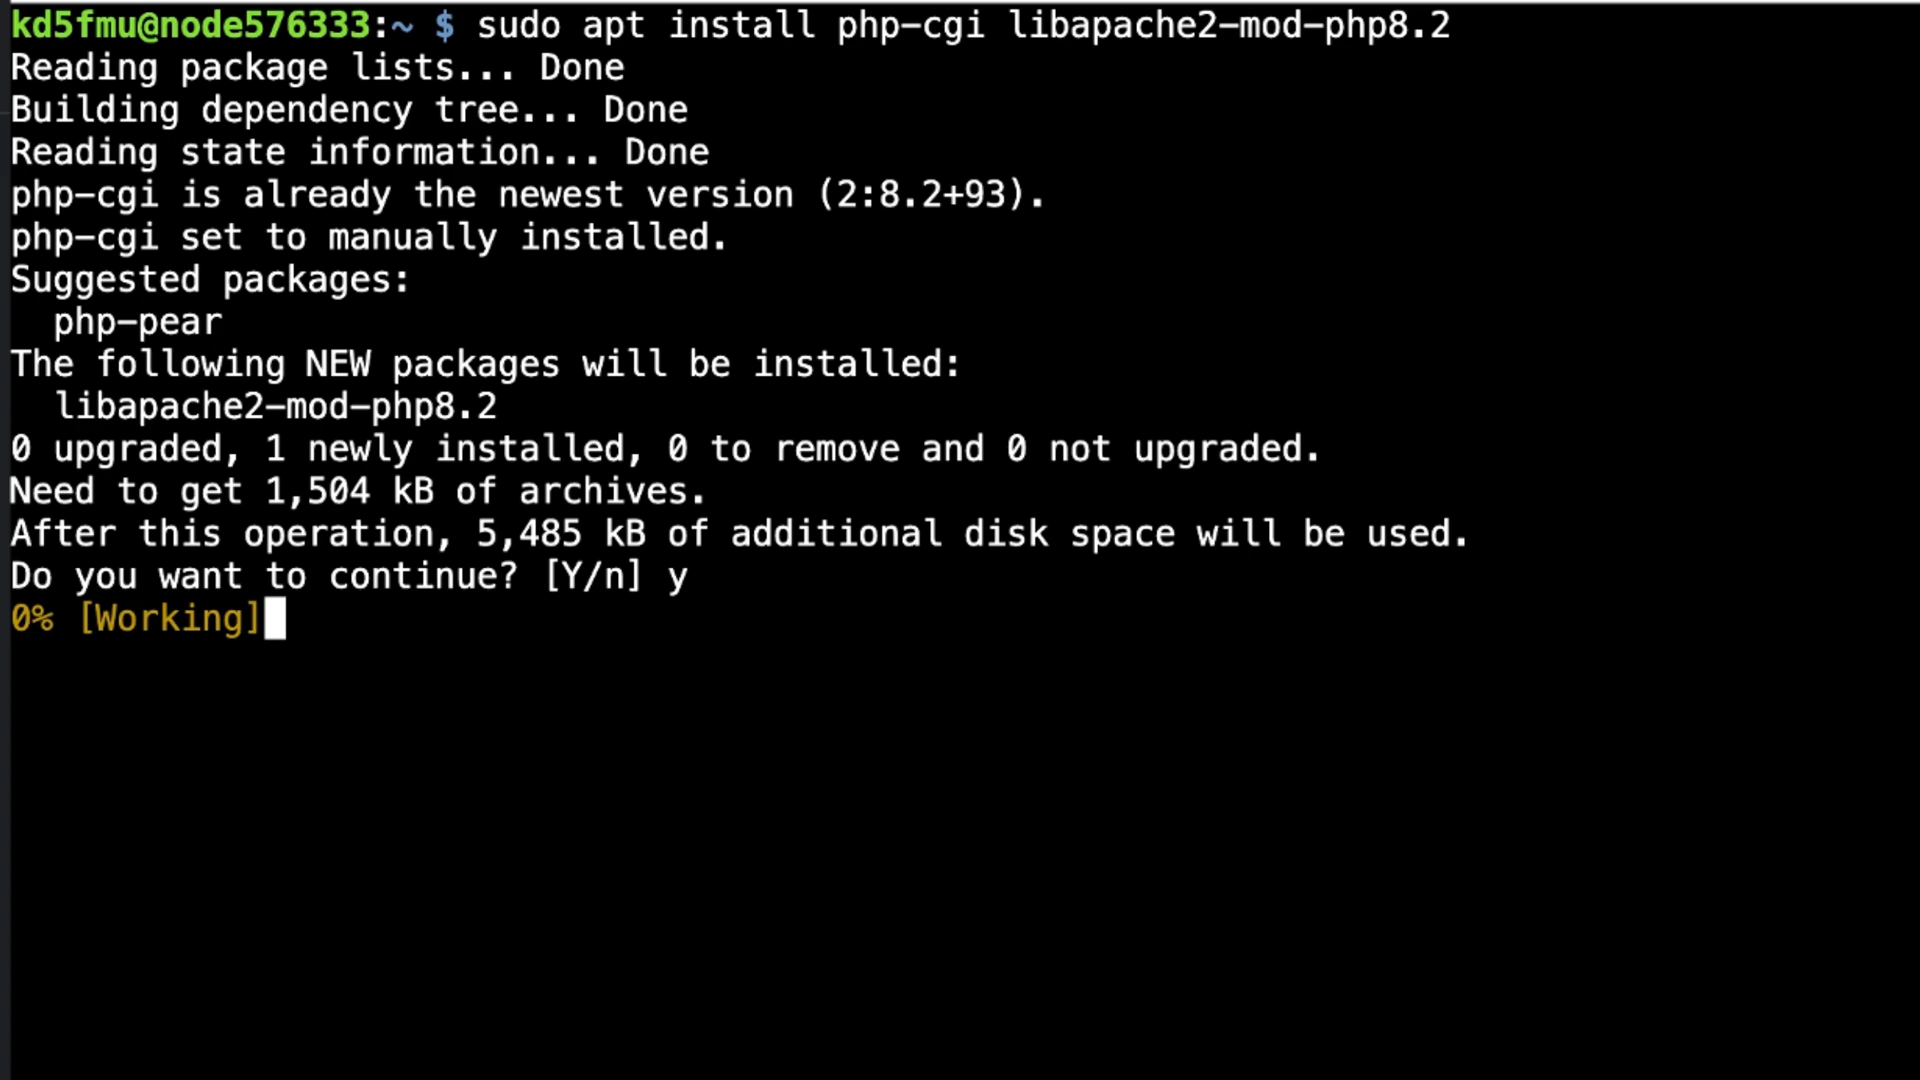 kd5fmu@node576333:~ $ sudo apt install php-cgi libapache2-mod-php8.2
Reading package lists... Done
Building dependency tree... Done
Reading state information... Done
php-cgi is already the newest version (2:8.2+93).
php-cgi set to manually installed.
Suggested packages:
  php-pear
The following NEW packages will be installed:
  libapache2-mod-php8.2
0 upgraded, 1 newly installed, 0 to remove and 0 not upgraded.
Need to get 1,504 kB of archives.
After this operation, 5,485 kB of additional disk space will be used.
Do you want to continue? [Y/n] y
0% [Working]